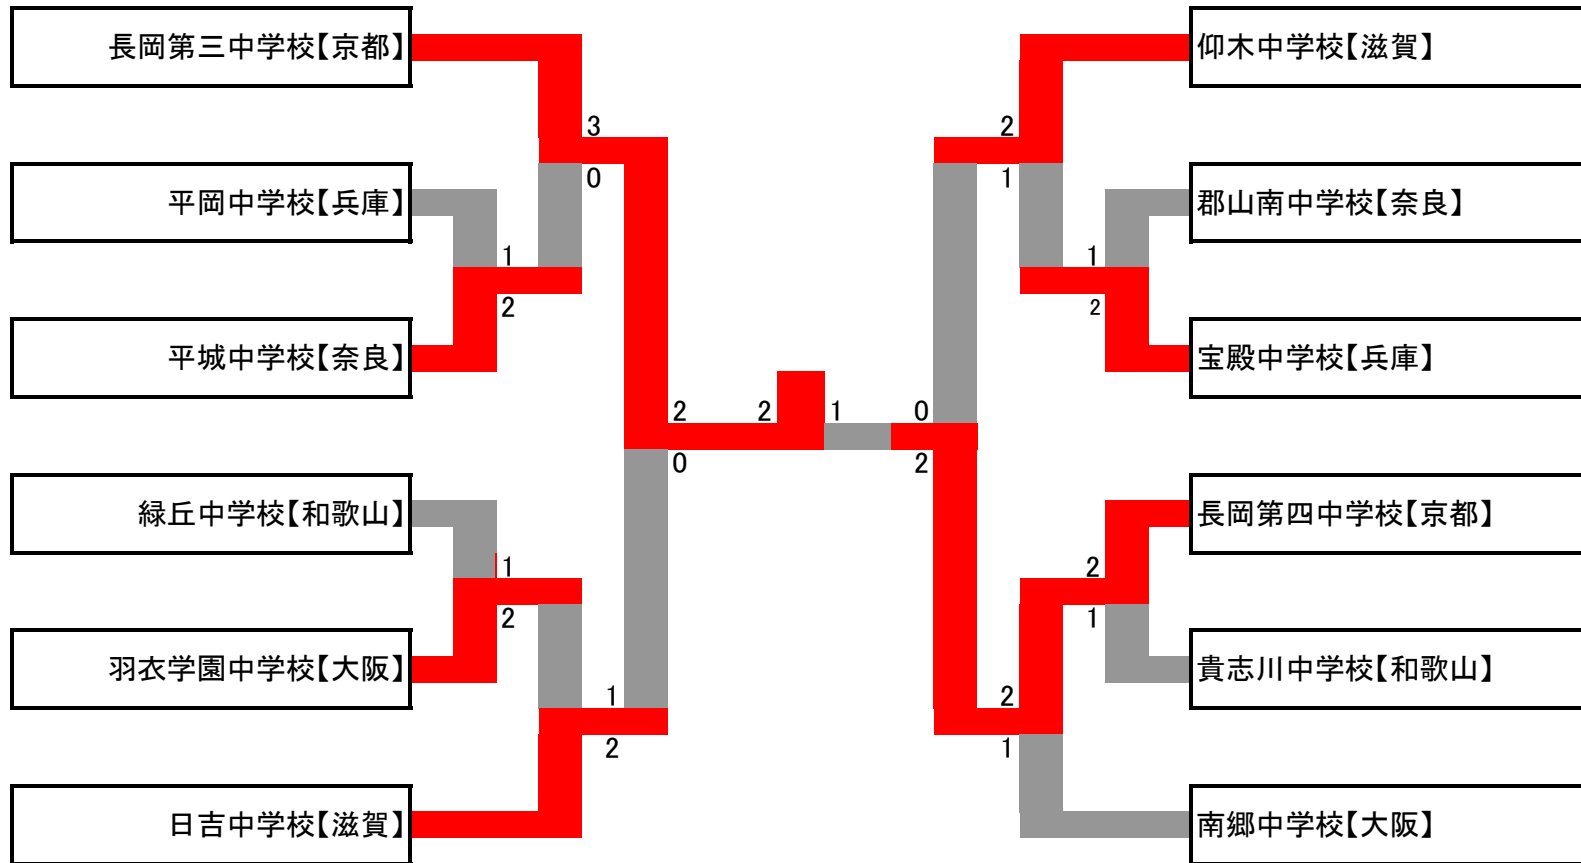 長岡第三中学校【京都】
仰木中学校【滋賀】
3
2
0
1
平岡中学校【兵庫】
郡山南中学校【奈良】
1
1
2
2
平城中学校【奈良】
宝殿中学校【兵庫】
2
2
1
0
0
2
緑丘中学校【和歌山】
長岡第四中学校【京都】
1
2
2
1
羽衣学園中学校【大阪】
貴志川中学校【和歌山】
1
2
2
1
日吉中学校【滋賀】
南郷中学校【大阪】